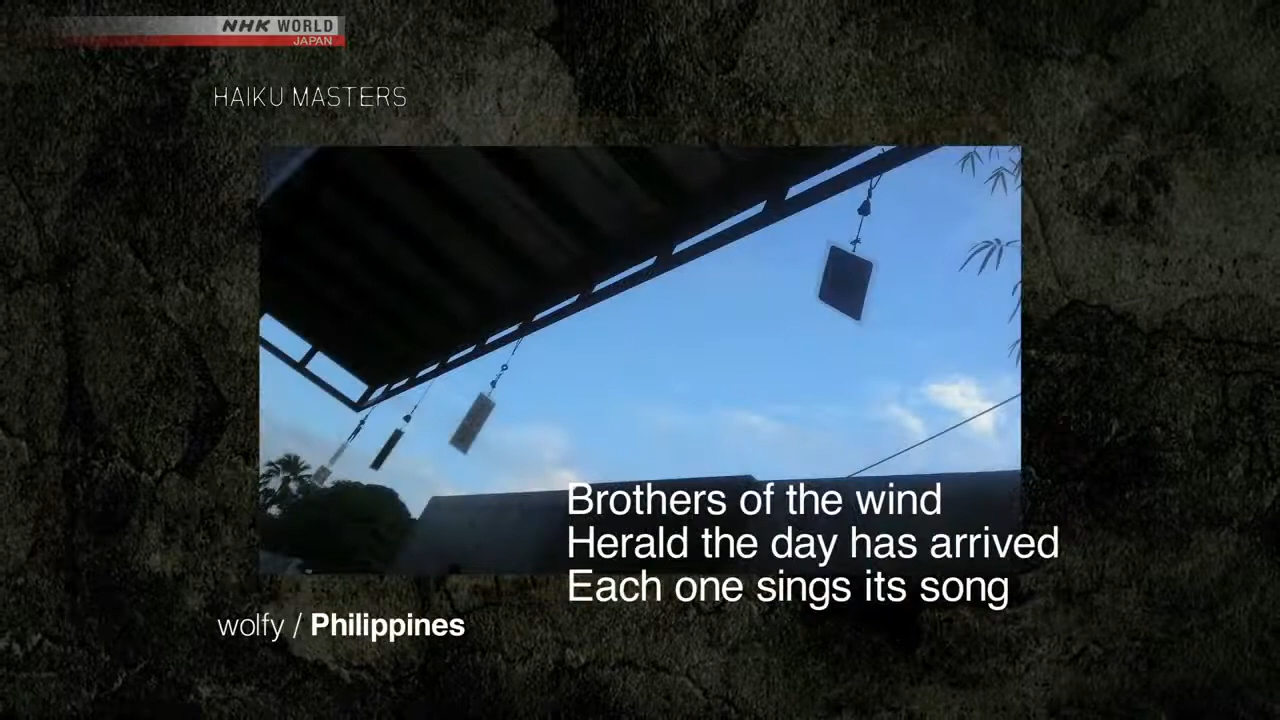 NHK WORLD
JAPAN
HAIKU MASTERS
Brothers of the wind
Herald the day has arrived
Each one sings its song
wolfy / Philippines